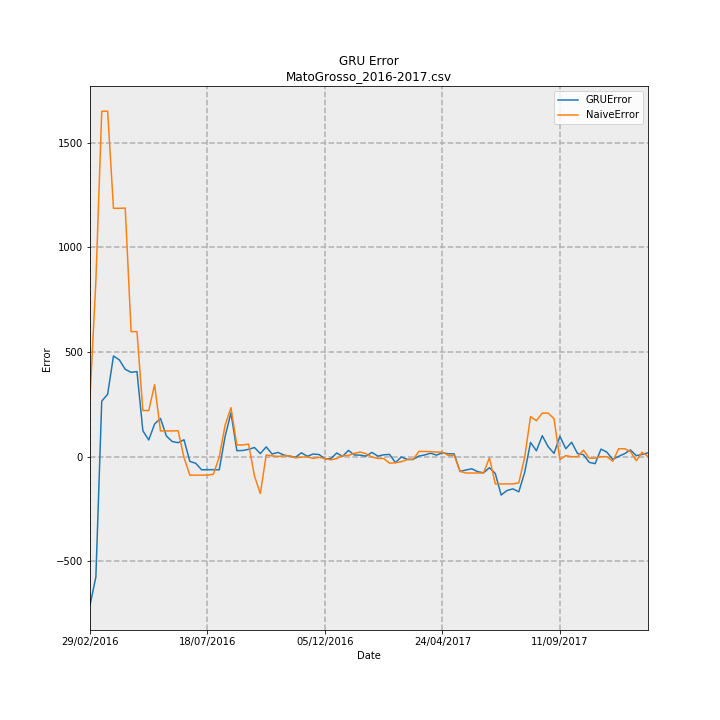 GRU Error
MatoGrosso_2016-2017.csv
GRUError
NaiveError
1500
1000
500
0
−500
Error
29/02/2016
18/07/2016
05/12/2016
24/04/2017
11/09/2017
Date